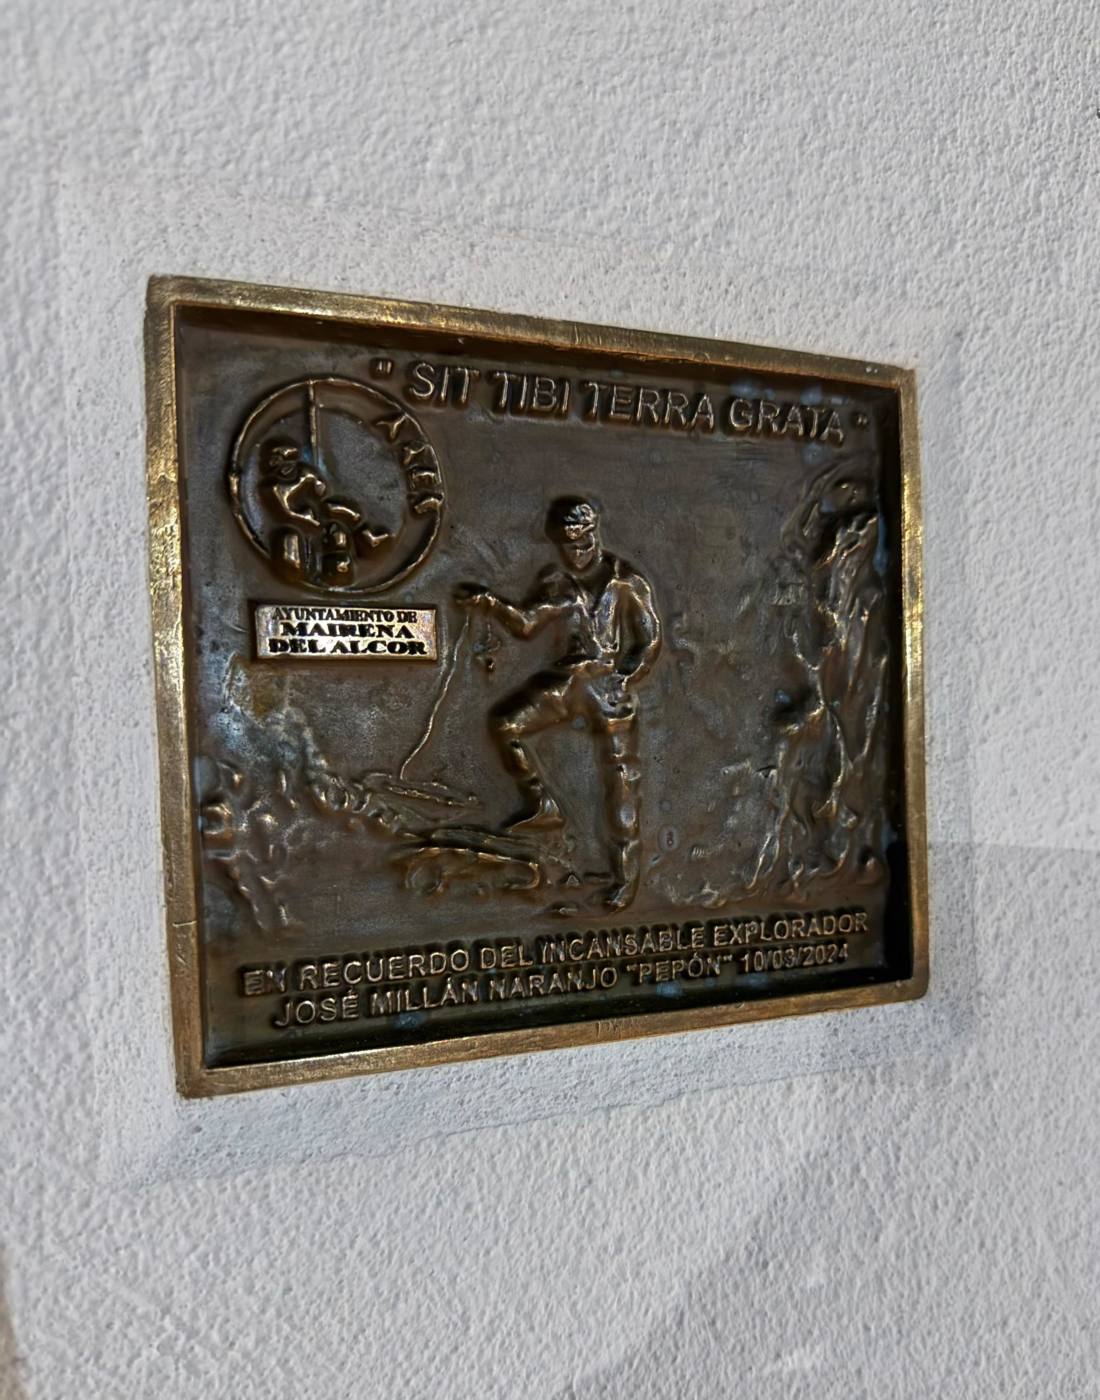 " SIT TIBI TERRA GRATA "
AYUNTAMIENTO DE
MAIRENA
DEL ALCOR
EN RECUERDO DEL INCANSABLE EXPLORADOR
JOSÉ MILLÁN NARANJO "PEPÓN" 10/03/2024